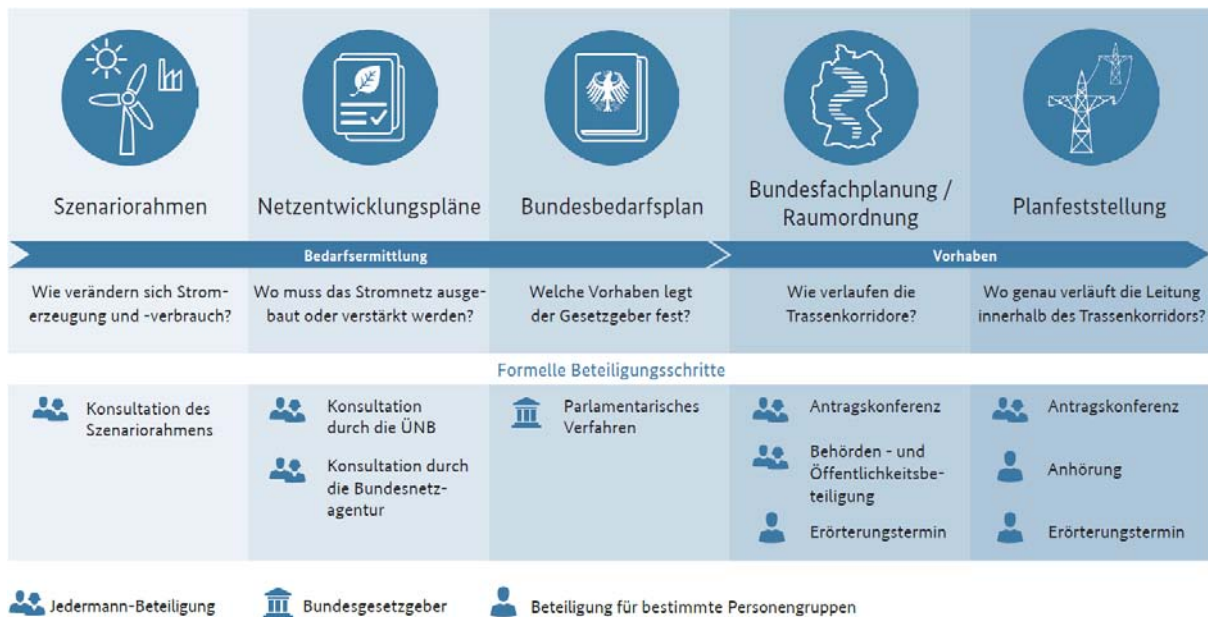 Szenariorahmen
Netzentwicklungspläne
Bundesbedarfsplan
Bundesfachplanung /
Raumordnung
Planfeststellung
Bedarfsermittlung
Vorhaben
Wie verändern sich Strom-
erzeugung und -verbrauch?
Wo muss das Stromnetz ausge-
baut oder verstärkt werden?
Welche Vorhaben legt
der Gesetzgeber fest?
Wie verlaufen die
Trassenkorridore?
Wo genau verläuft die Leitung
innerhalb des Trassenkorridors?
Formelle Beteiligungsschritte
Konsultation des
Szenariorahmens
Konsultation
durch die ÜNB
Konsultation durch
die Bundesnetz-
agentur
Parlamentarisches
Verfahren
Antragskonferenz
Behörden - und
Öffentlichkeitsbe-
teiligung
Erörterungstermin
Antragskonferenz
Anhörung
Erörterungstermin
Jedermann-Beteiligung
Bundesgesetzgeber
Beteiligung für bestimmte Personengruppen